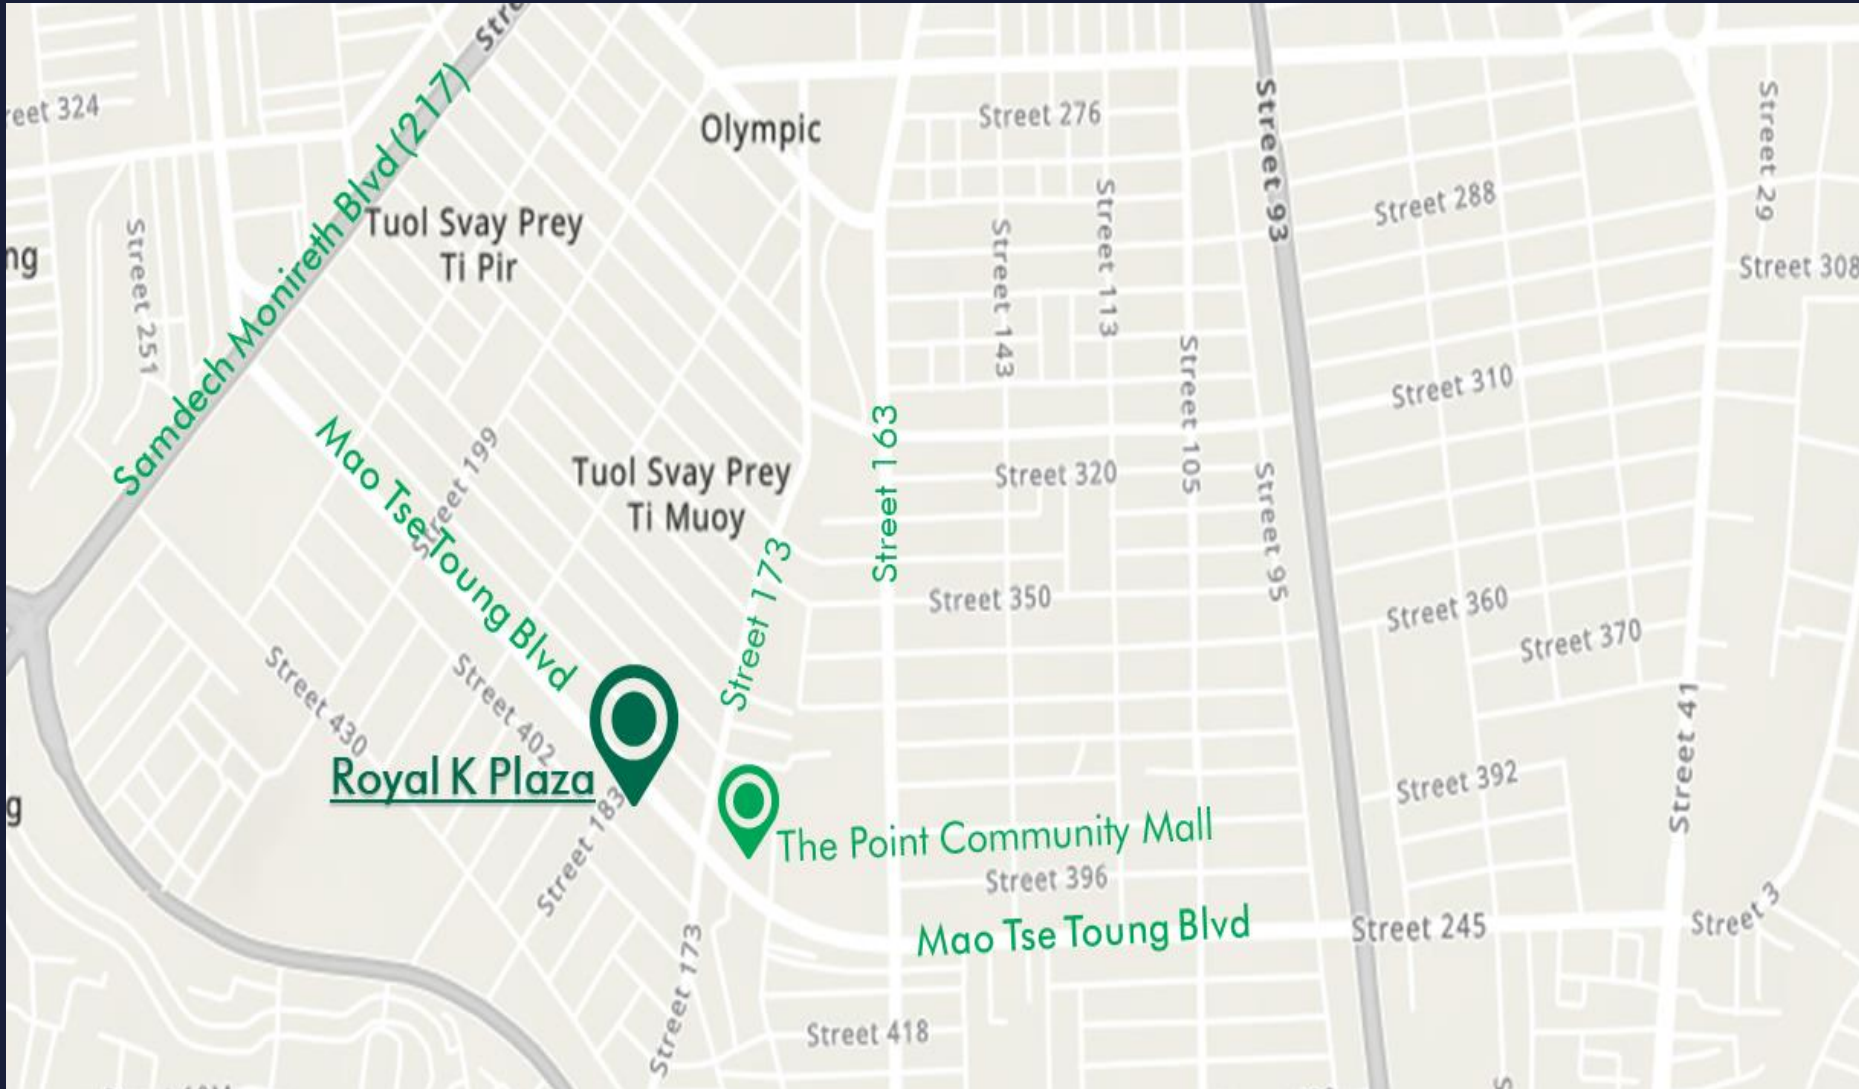 Stre
reet 324
Samdech Monireth Blvd (217)
Olympic
Street 276
Street 93
Street 29
Tuol Svay Prey
Ti Pir
Street 288
Street 113
Street 143
Street 251
ng
Street 308
Street 105
Street 310
Mao Tse Toung Blvd
Street 199
Tuol Svay Prey
Ti Muoy
Street 163
Street 320
Street 95
Street 173
Street 350
Street 360
Street 370
Street 430
Street 402
Royal K Plaza
Street 183
g
The Point Community Mall
Street 392
Street 41
Street 396
Mao Tse Toung Blvd
Street 245
Street 3
Street 173
Street 418